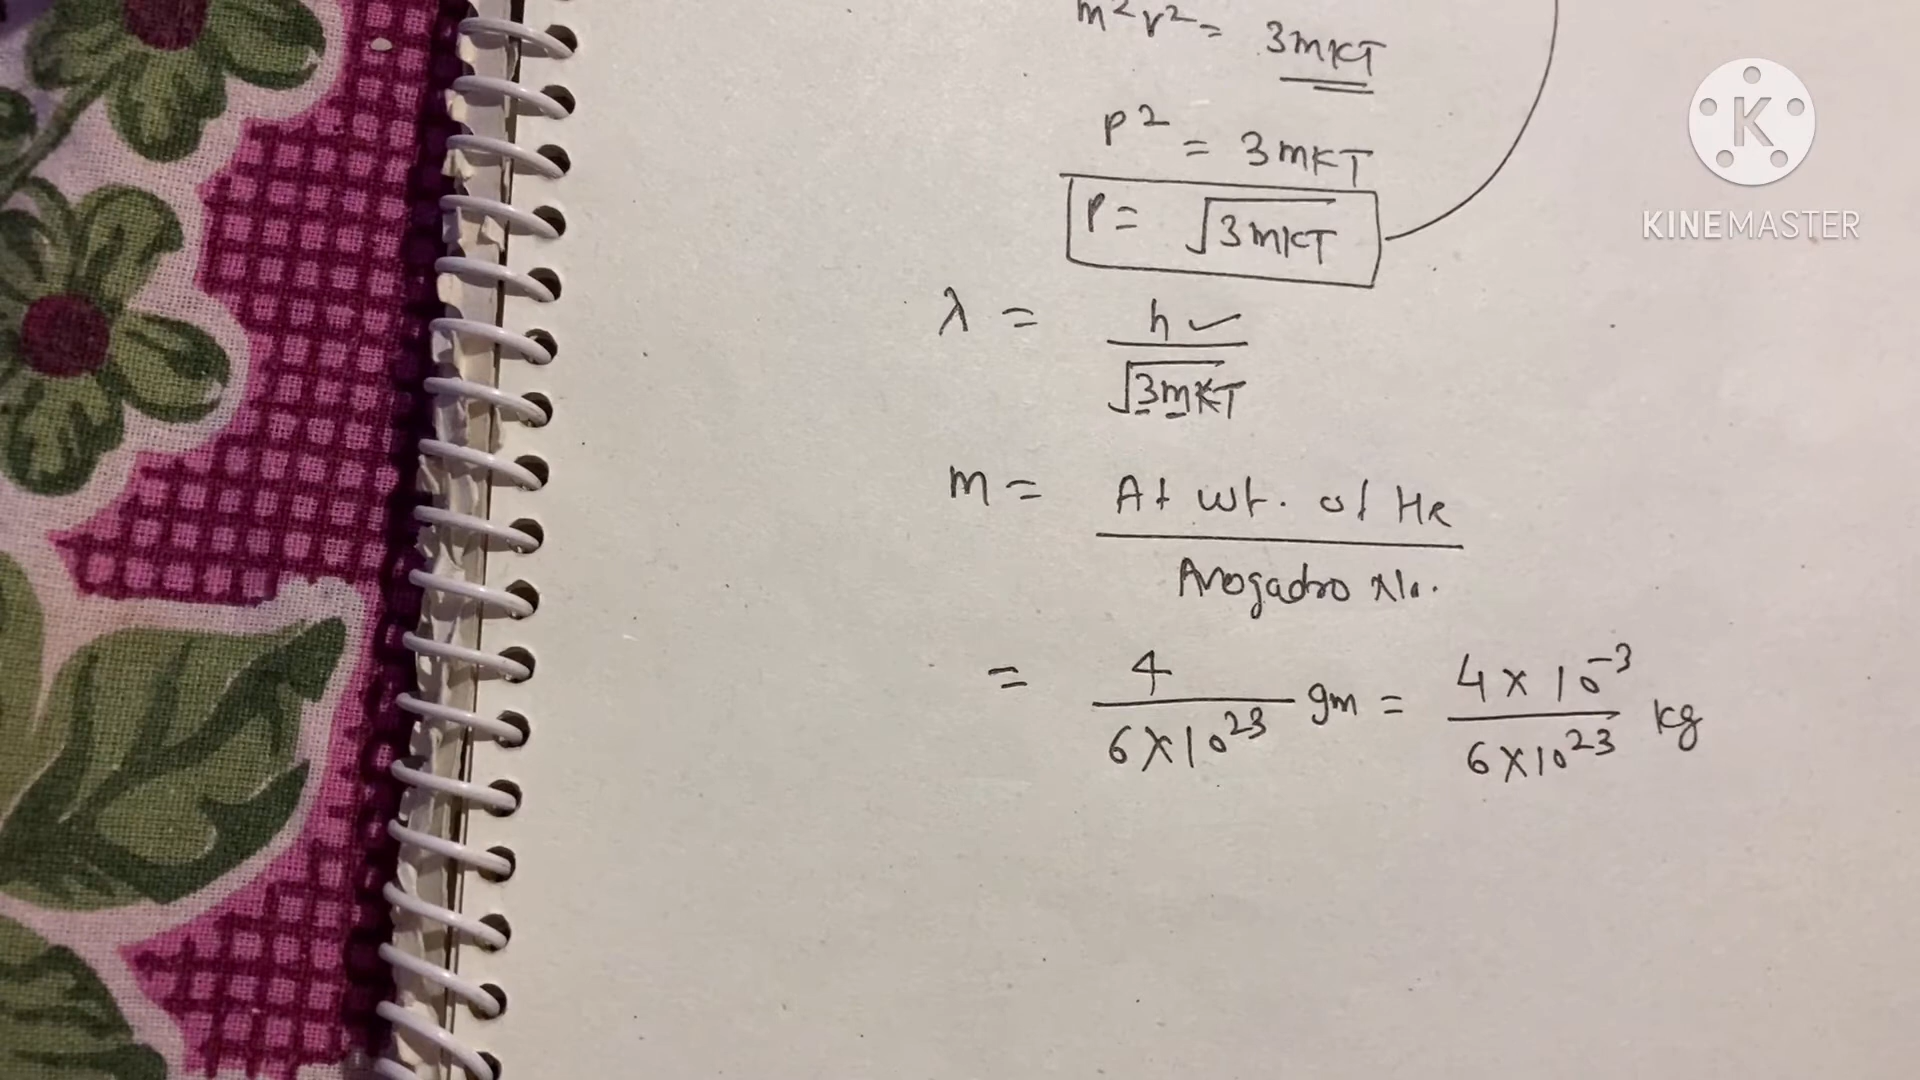 m²v² = 3mKT
p² = 3mKT
P = √3mKT
λ = h ✓ / √3mKT
m = At wt. of He / Avogadro No.
= 4 / 6×10²³ gm = 4×10⁻³ / 6×10²³ kg
K
KINEMASTER